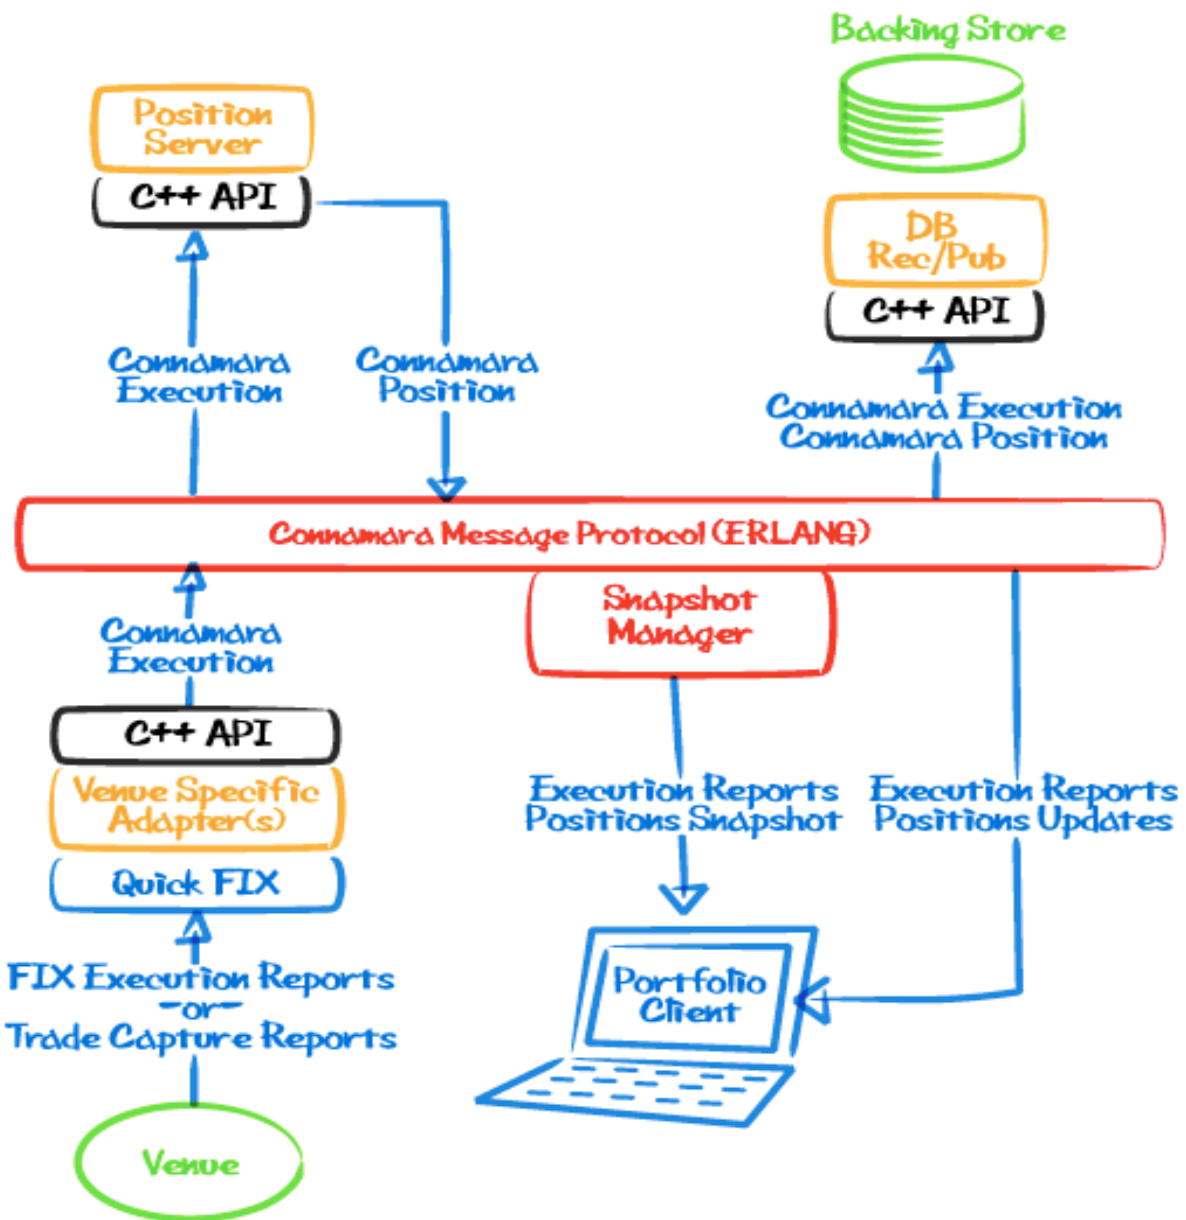 Backing Store
Position
Server
C++ API
DB
Rec/Pub
C++ API
Connamara
Execution
Connamara
Position
Connamara Execution
Connamara Position
Connamara Message Protocol (ERLANG)
Snapshot
Manager
Connamara
Execution
C++ API
Venue Specific
Adapter(s)
Quick FIX
Execution Reports
Positions Snapshot
Execution Reports
Positions Updates
FIX Execution Reports
-or-
Trade Capture Reports
Portfolio
Client
Venue